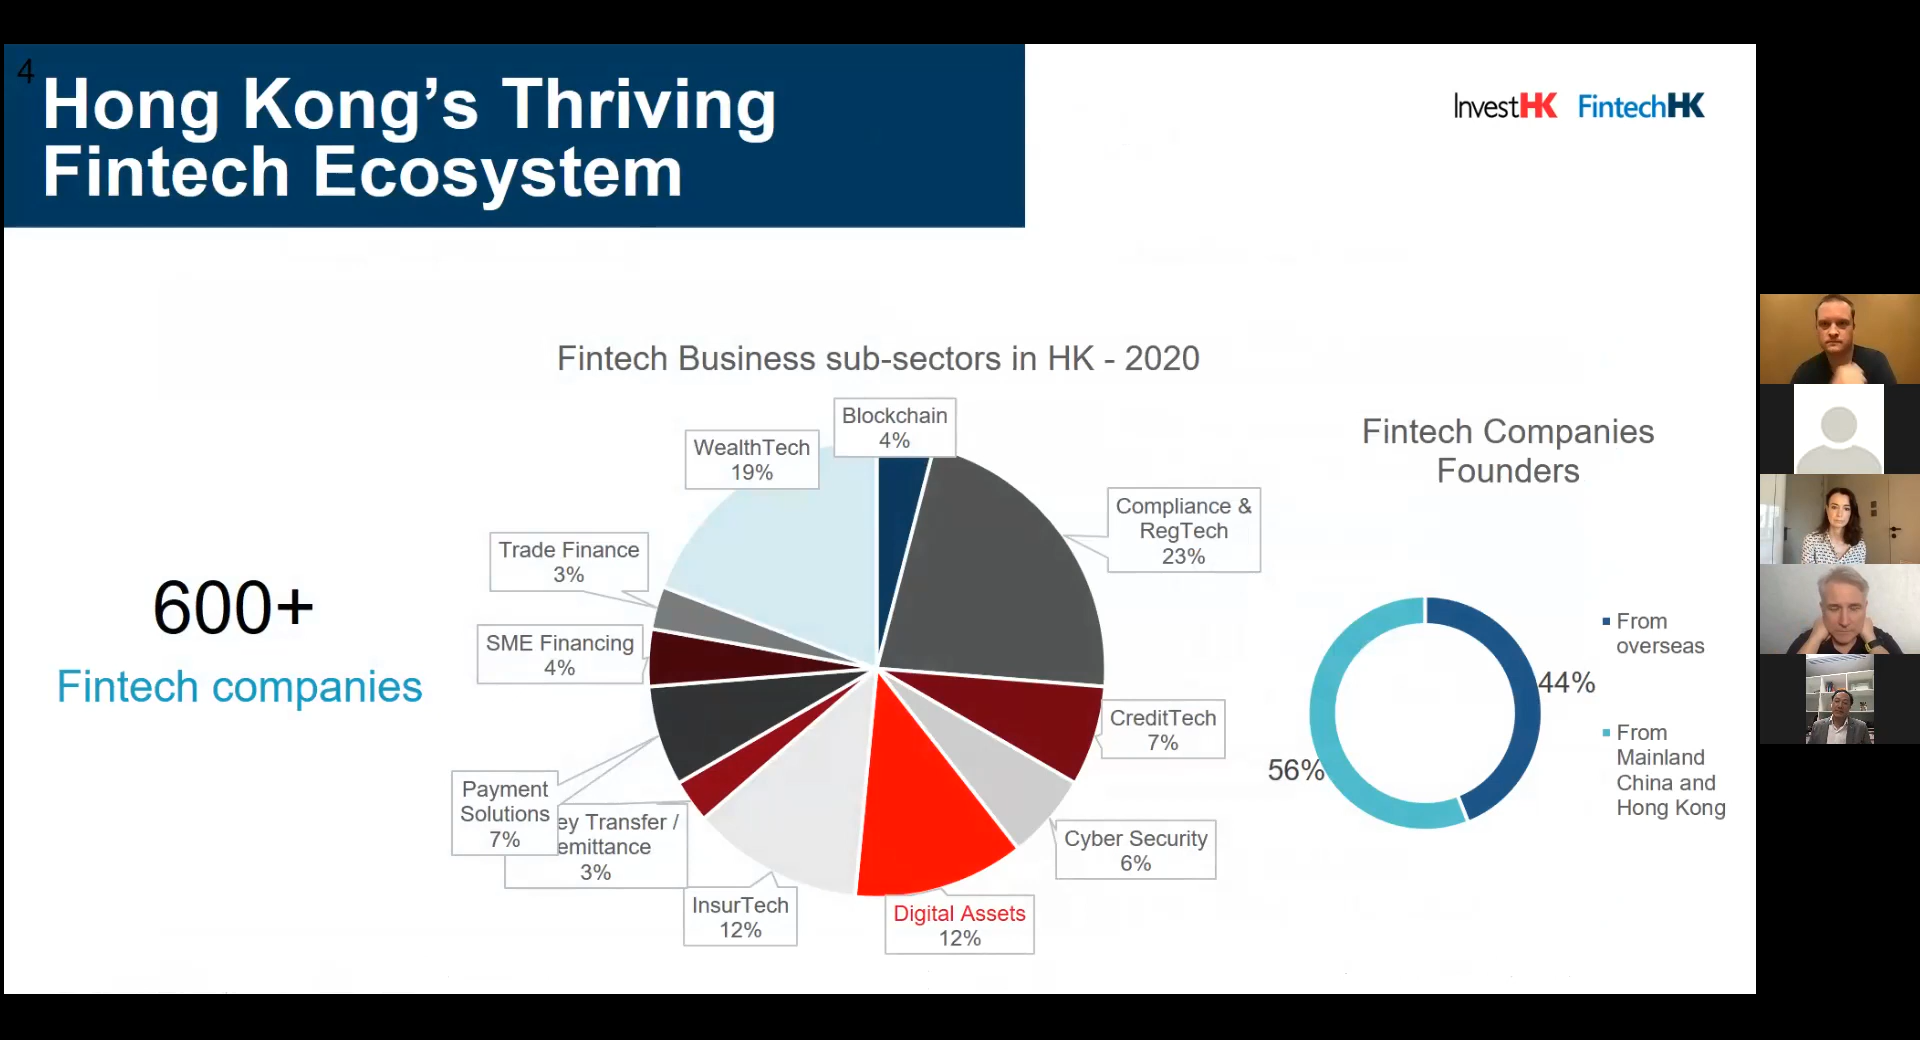 4
Hong Kong’s Thriving
Fintech Ecosystem
InvestHK
FintechHK
600+
Fintech companies
Fintech Business sub-sectors in HK - 2020
Blockchain
4%
Compliance &
RegTech
23%
CreditTech
7%
Cyber Security
6%
Digital Assets
12%
InsurTech
12%
Transfer /
3%
Payment
Solutions
7%
SME Financing
4%
Trade Finance
3%
WealthTech
19%
Fintech Companies
Founders
44%
56%
From
overseas
From
Mainland
China and
Hong Kong